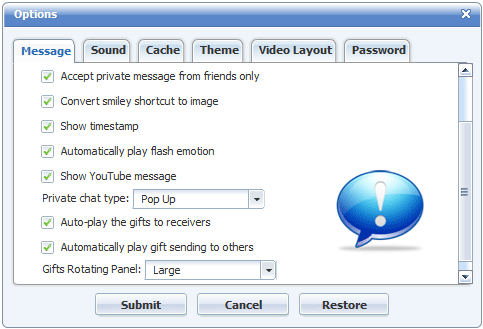 Options
Message Sound Cache Theme Video Layout Password
Accept private message from friends only
Convert smiley shortcut to image
Show timestamp
Automatically play flash emotion
Show YouTube message
Private chat type: Pop Up
Auto-play the gifts to receivers
Automatically play gift sending to others
Gifts Rotating Panel: Large
Submit Cancel Restore